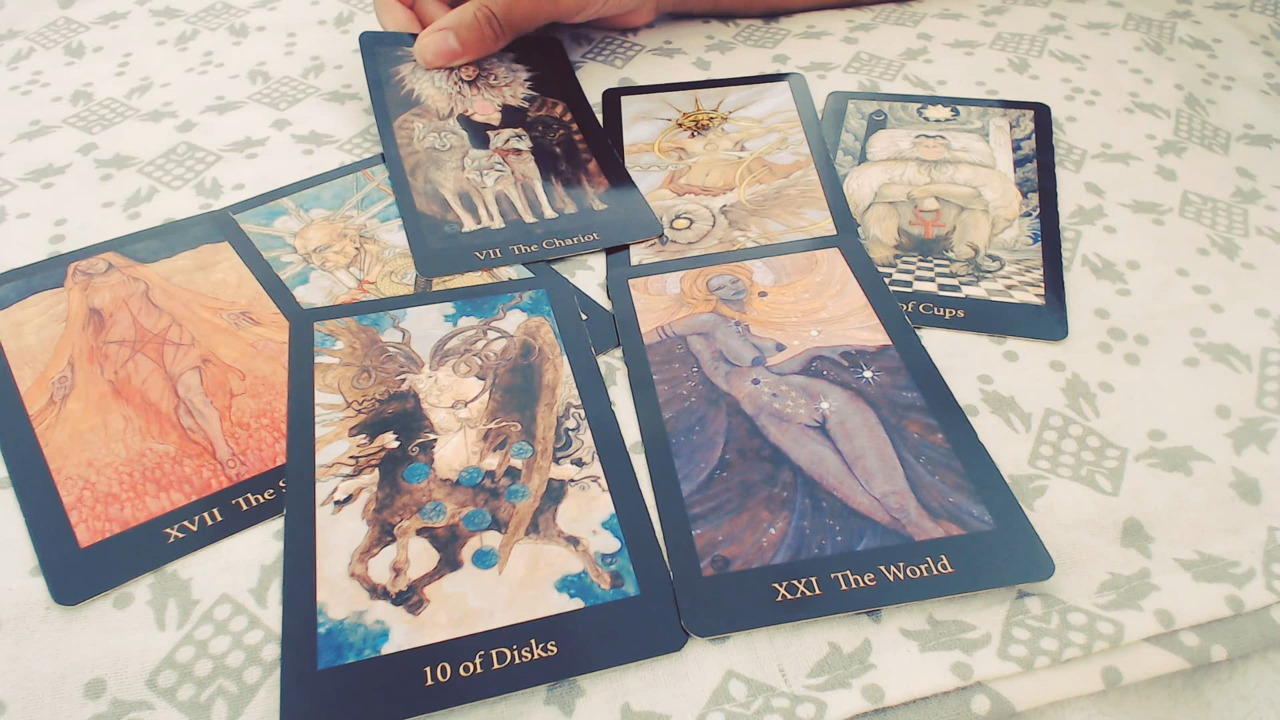 VII The Chariot
of Cups
XVII The S
XXI The World
10 of Disks